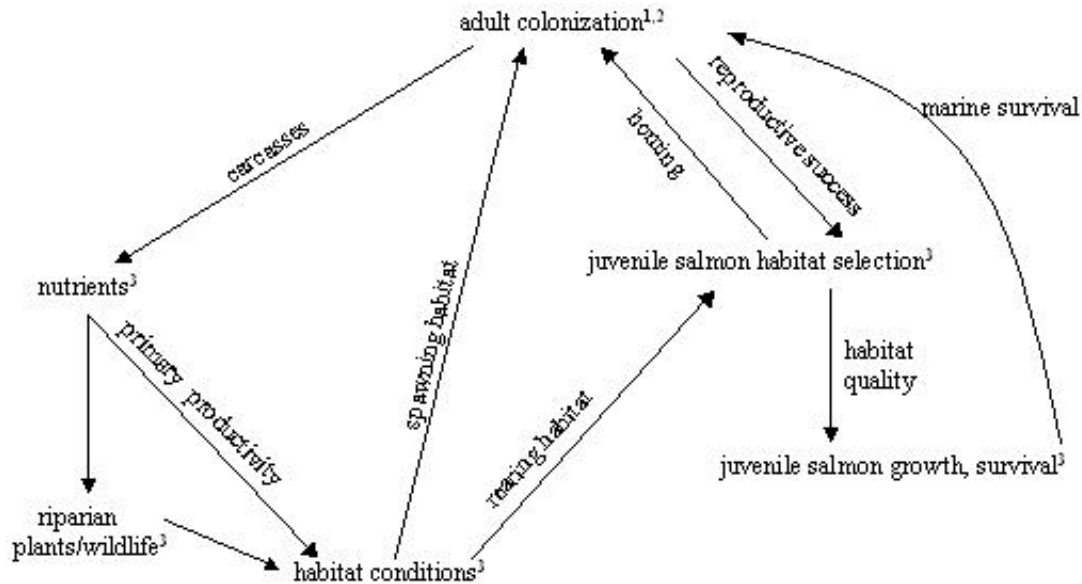 adult colonization1,2
marine survival
reproductive success
homing
carcasses
juvenile salmon habitat selection3
nutrients3
spawning habitat
primary productivity
habitat
quality
rearing habitat
juvenile salmon growth, survival3
riparian
plants/wildlife3
habitat conditions3